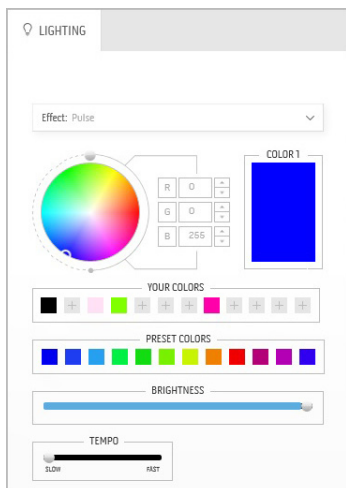 LIGHTING
Effect: Pulse
COLOR 1
R 0
G 0
B 255
YOUR COLORS
PRESET COLORS
BRIGHTNESS
TEMPO
SLOW FAST